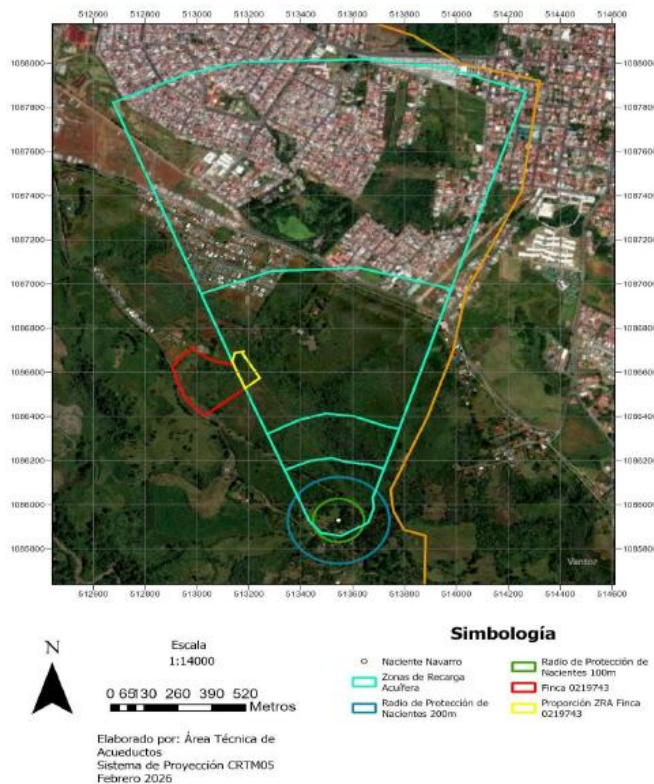 512600 512800 513000 513200 513400 513600 513800 514000 514200 514400 514600
1088000 1088000
1087800 1087800
1087600 1087600
1087400 1087400
1087200 1087200
1087000 1087000
1086800 1086800
1086600 1086600
1086400 1086400
1086200 1086200
1086000 1086000
1085800 1085800
Vantor
512600 512800 513000 513200 513400 513600 513800 514000 514200 514400 514600
N
Escala
1:14000
0 65130 260 390 520
Metros
Elaborado por: Área Técnica de
Acueductos
Sistema de Proyección CRTM05
Febrero 2026
Simbología
Naciente Navarro
Zonas de Recarga
Acuífera
Radio de Protección de
Nacientes 200m
Radio de Protección de
Nacientes 100m
Finca 0219743
Proporción ZRA Finca
0219743